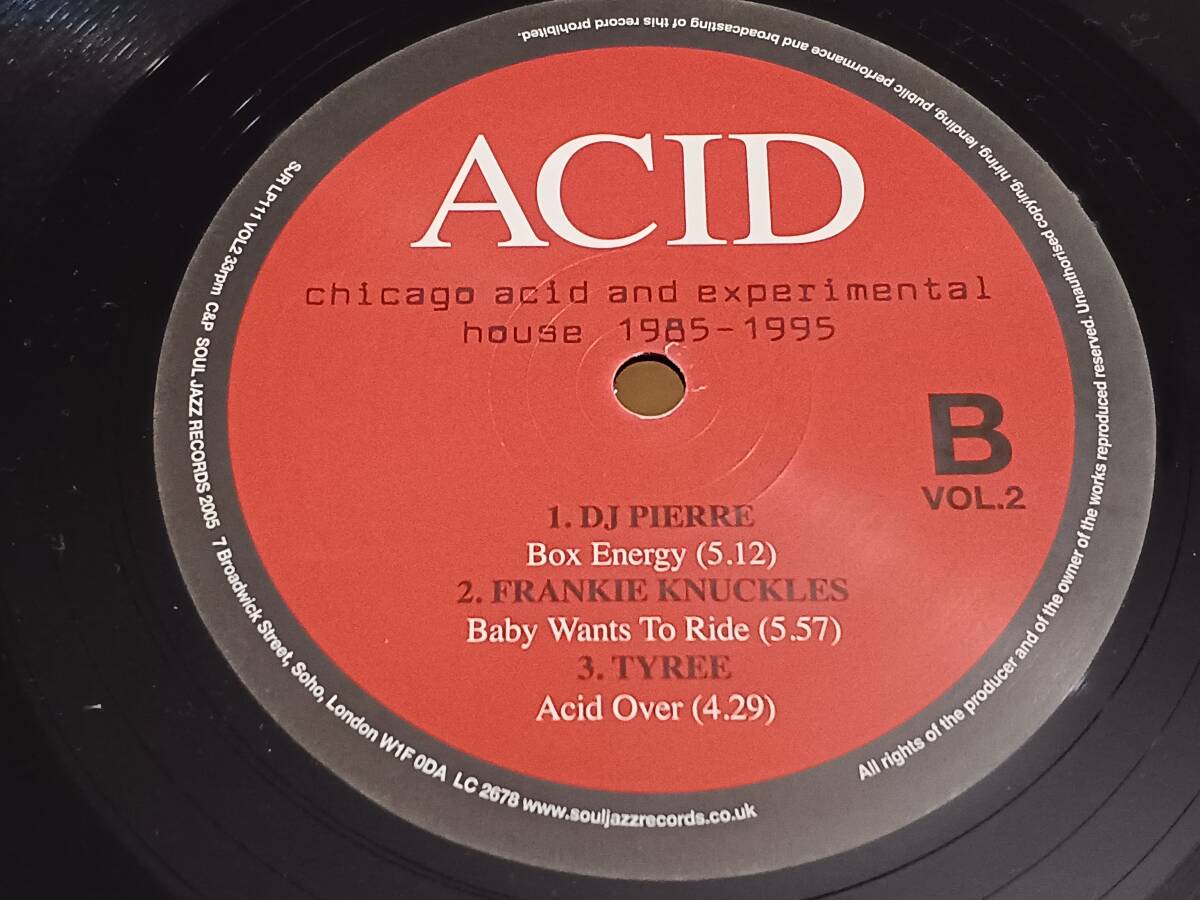 ACID
chicago acid and experimental
house 1985-1995
B
VOL.2
1. DJ PIERRE
Box Energy (5.12)
2. FRANKIE KNUCKLES
Baby Wants To Ride (5.57)
3. TYREE
Acid Over (4.29)
SJR LP111 VOL2 33rpm C&P SOUL JAZZ RECORDS 2005 7 Broadwick Street, Soho, London W1F 0DA LC 2678 www.souljazzrecords.co.uk
All rights of the producer and of the owner of the works reproduced reserved. Unauthorised copying, hiring, lending, public performance and broadcasting of this record prohibited.